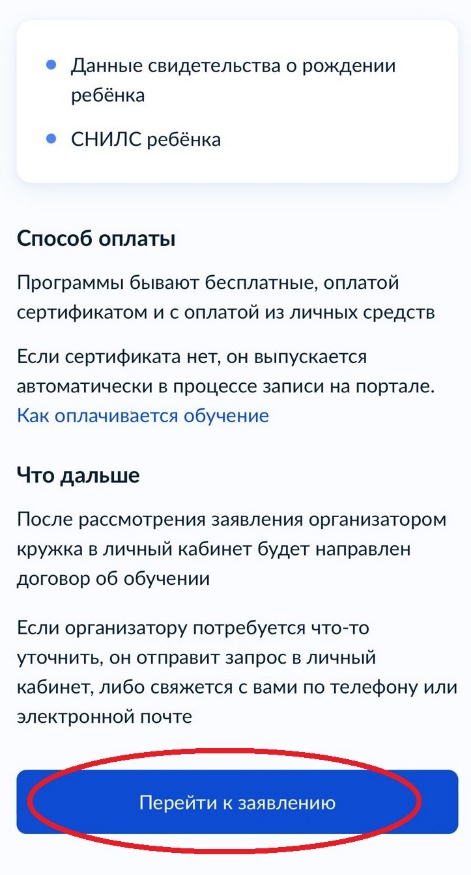 Данные свидетельства о рождении
ребёнка
СНИЛС ребёнка
Способ оплаты
Программы бывают бесплатные, оплатой
сертификатом и с оплатой из личных средств
Если сертификата нет, он выпускается
автоматически в процессе записи на портале.
Как оплачивается обучение
Что дальше
После рассмотрения заявления организатором
кружка в личный кабинет будет направлен
договор об обучении
Если организатору потребуется что-то
уточнить, он отправит запрос в личный
кабинет, либо свяжется с вами по телефону или
электронной почте
Перейти к заявлению